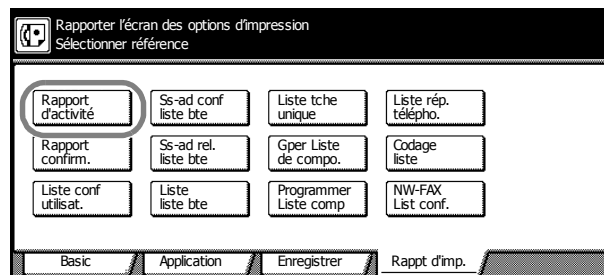 Rapporter l'écran des options d'impression
Sélectionner référence
Rapport
d'activité
Ss-ad conf
liste bte
Liste tche
unique
Liste rép.
télépho.
Rapport
confirm.
Ss-ad rel.
liste bte
Gper Liste
de compo.
Codage
liste
Liste conf
utilisat.
Liste
liste bte
Programmer
Liste comp
NW-FAX
List conf.
Basic
Application
Enregistrer
Rappt d'imp.